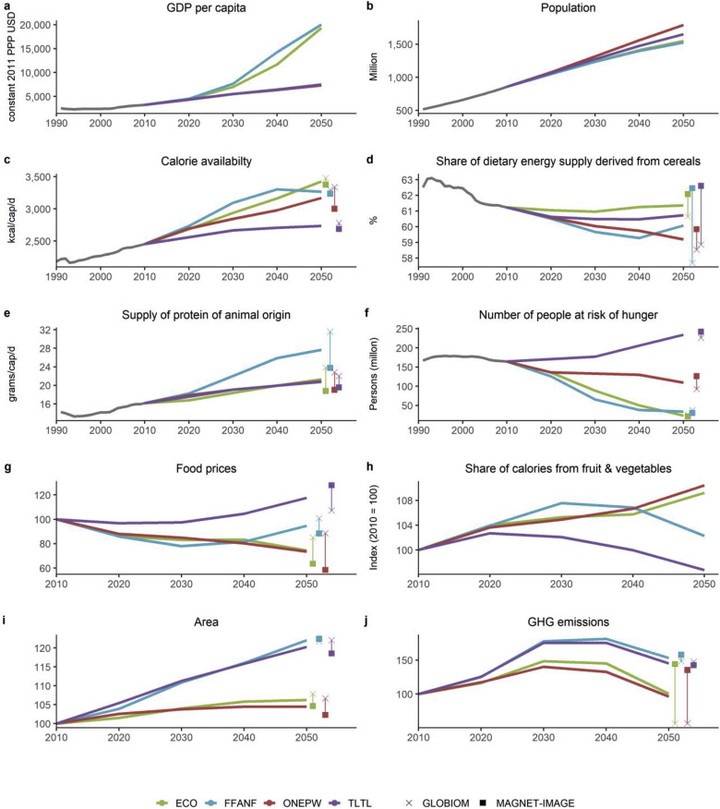 a GDP per capita
constant 2011 PPP USD
20,000
15,000
10,000
5,000
1990 2000 2010 2020 2030 2040 2050
b Population
Million
1,500
1,000
500
1990 2000 2010 2020 2030 2040 2050
c Calorie availabilty
kcal/cap/d
3,500
3,000
2,500
1990 2000 2010 2020 2030 2040 2050
d Share of dietary energy supply derived from cereals
%
63
62
61
60
59
58
1990 2000 2010 2020 2030 2040 2050
e Supply of protein of animal origin
grams/cap/d
32
28
24
20
16
1990 2000 2010 2020 2030 2040 2050
f Number of people at risk of hunger
Persons (millon)
250
200
150
100
50
1990 2000 2010 2020 2030 2040 2050
g Food prices
120
100
80
60
2010 2020 2030 2040 2050
h Share of calories from fruit & vegetables
Index (2010 = 100)
108
104
100
2010 2020 2030 2040 2050
i Area
120
115
110
105
100
2010 2020 2030 2040 2050
j GHG emissions
150
100
2010 2020 2030 2040 2050
ECO FFANF ONEPW TLTL GLOBIOM MAGNET-IMAGE